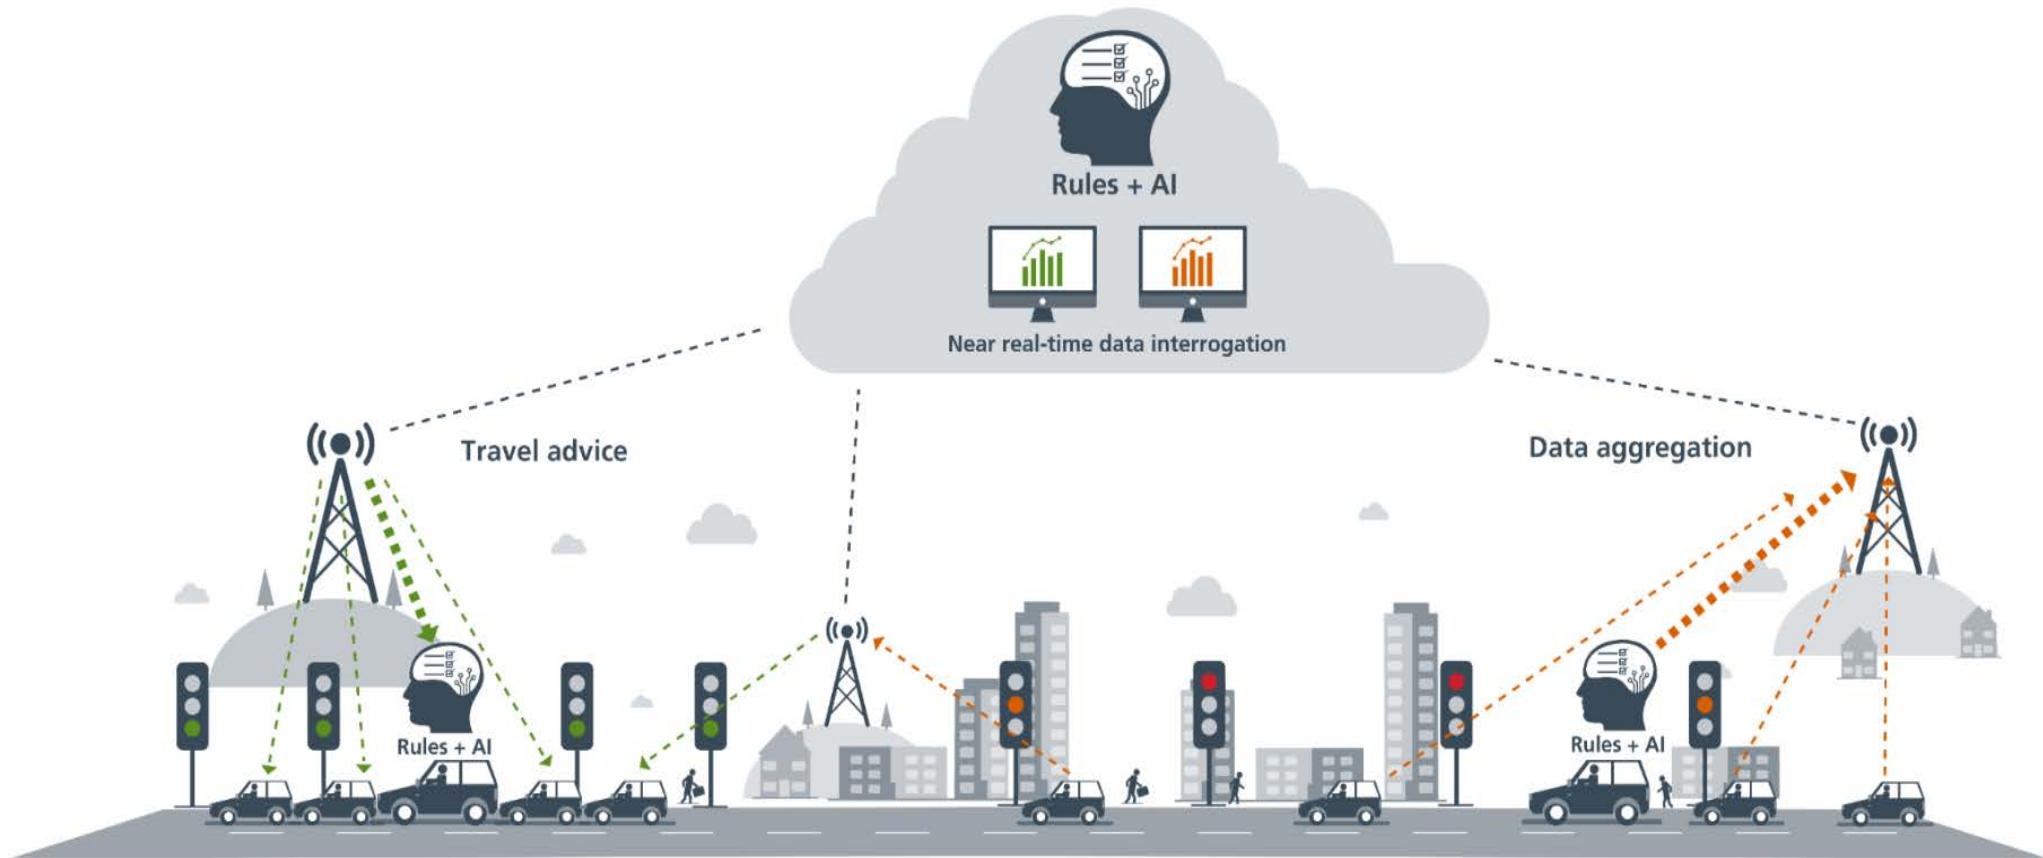 Rules + AI
Near real-time data interrogation
Travel advice
Data aggregation
Rules + AI
Rules + AI